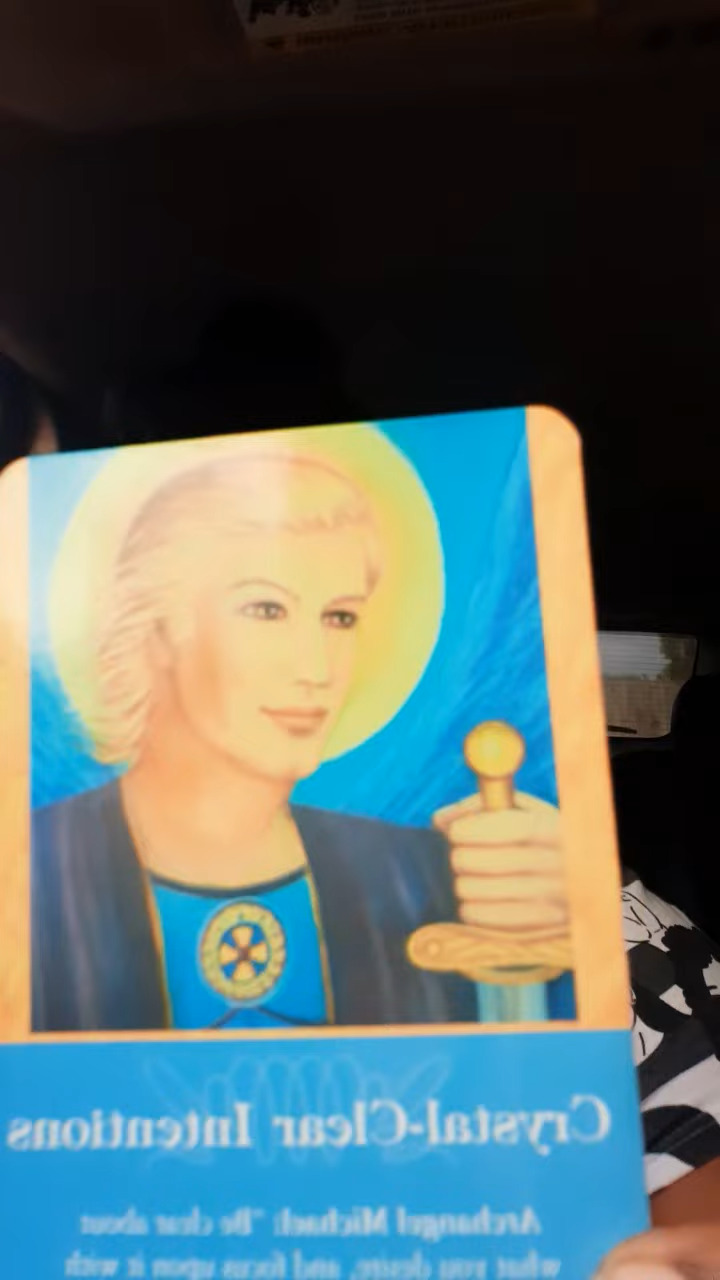 Crystal-Clear Intentions
Archangel Michael: "Be clear about
what you desire, and focus upon it with